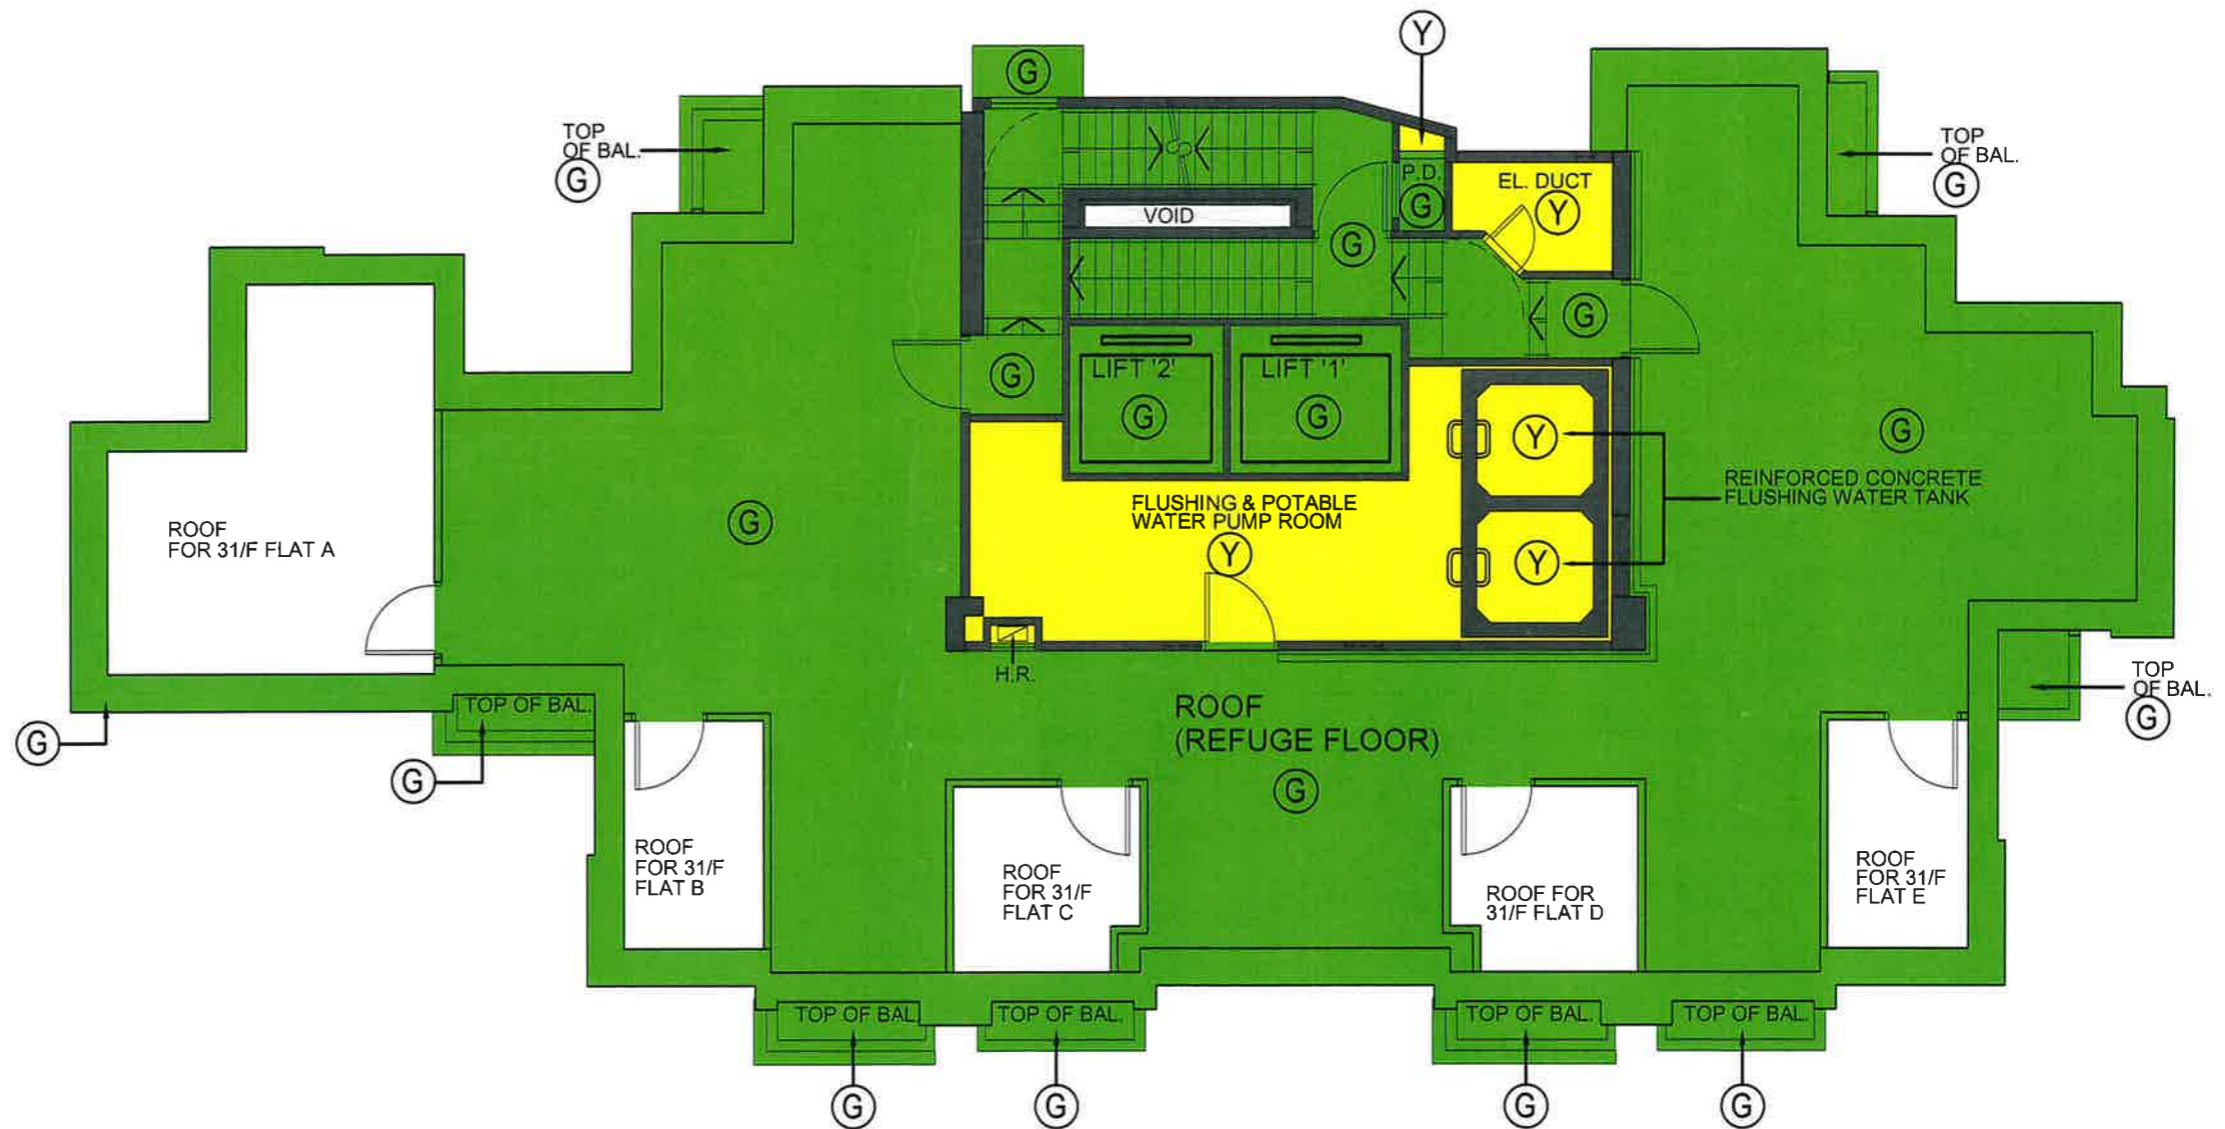 Y
G
TOP
OF BAL.
G
TOP
OF BAL.
G
P.D.
G
EL. DUCT
Y
VOID
G
G
G
LIFT '2'
G
LIFT '1'
G
Y
Y
G
REINFORCED CONCRETE
FLUSHING WATER TANK
FLUSHING & POTABLE
WATER PUMP ROOM
Y
G
ROOF
FOR 31/F FLAT A
H.R.
TOP
OF BAL.
G
TOP OF BAL.
G
G
ROOF
(REFUGE FLOOR)
G
ROOF
FOR 31/F
FLAT B
ROOF
FOR 31/F
FLAT C
ROOF FOR
31/F FLAT D
ROOF
FOR 31/F
FLAT E
TOP OF BAL.
TOP OF BAL.
TOP OF BAL.
TOP OF BAL.
G
G
G
G